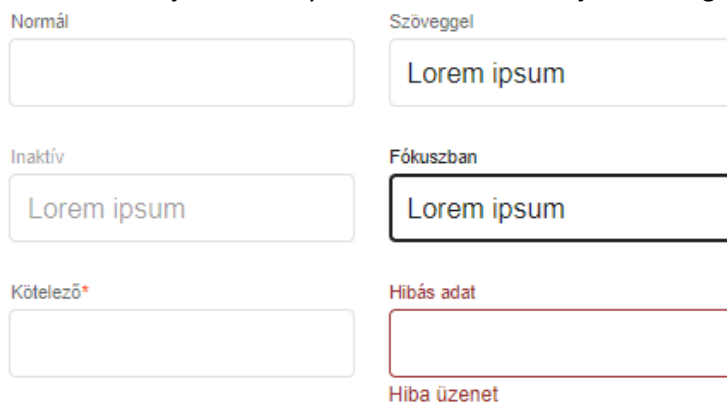 Normál
Szöveggel
Lorem ipsum
Inaktív
Fókuszban
Lorem ipsum
Lorem ipsum
Kötelező*
Hibás adat
Hiba üzenet